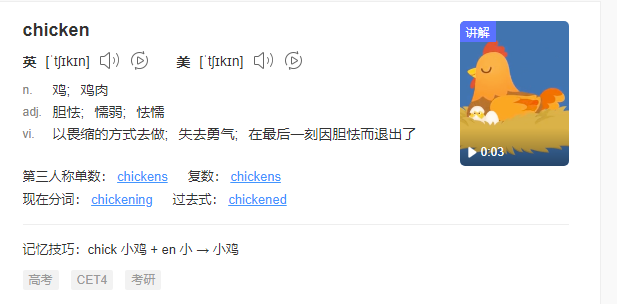 chicken
讲解
英 [ˈtʃɪkɪn] 美 [ˈtʃɪkɪn]
n. 鸡；鸡肉
adj. 胆怯；懦弱；怯懦
vi. 以畏缩的方式去做；失去勇气；在最后一刻因胆怯而退出了
0:03
第三人称单数：chickens 复数：chickens
现在分词：chickening 过去式：chickened
记忆技巧：chick 小鸡 + en 小 → 小鸡
高考 CET4 考研